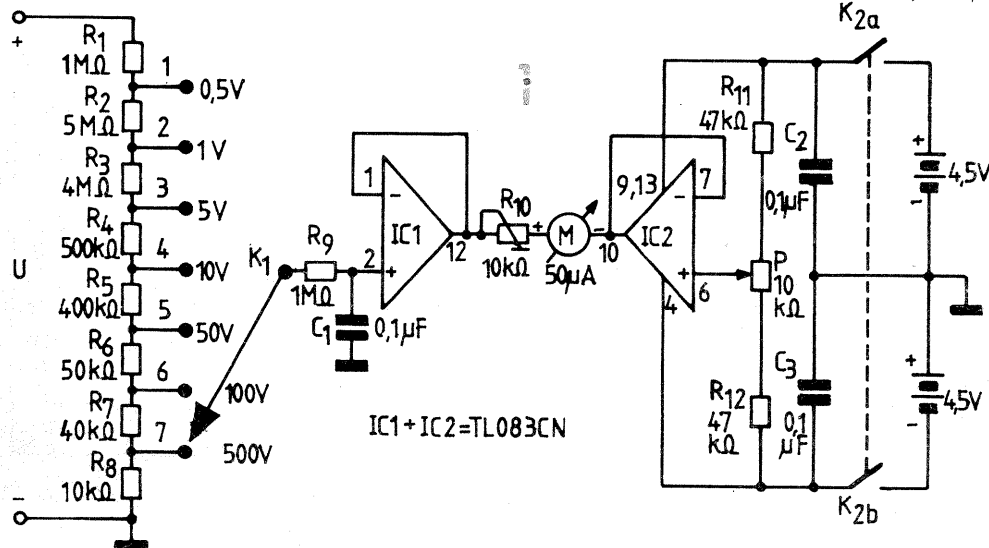 +
U
−
R1
1MΩ
R2
5MΩ
R3
4MΩ
R4
500kΩ
R5
400kΩ
R6
50kΩ
R7
40kΩ
R8
10kΩ
1
0,5V
2
1V
3
5V
4
10V
5
50V
6
100V
7
500V
K1
R9
1MΩ
C1
0,1µF
1
−
2
+
IC1
12
R10
10kΩ
+
M
−
50µA
10
IC2
9,13
7
−
+
6
4
IC1+IC2=TL083CN
R11
47kΩ
C2
0,1µF
P
10
kΩ
R12
47
kΩ
C3
0,1
µF
K2a
K2b
+
4,5V
-
+
4,5V
-